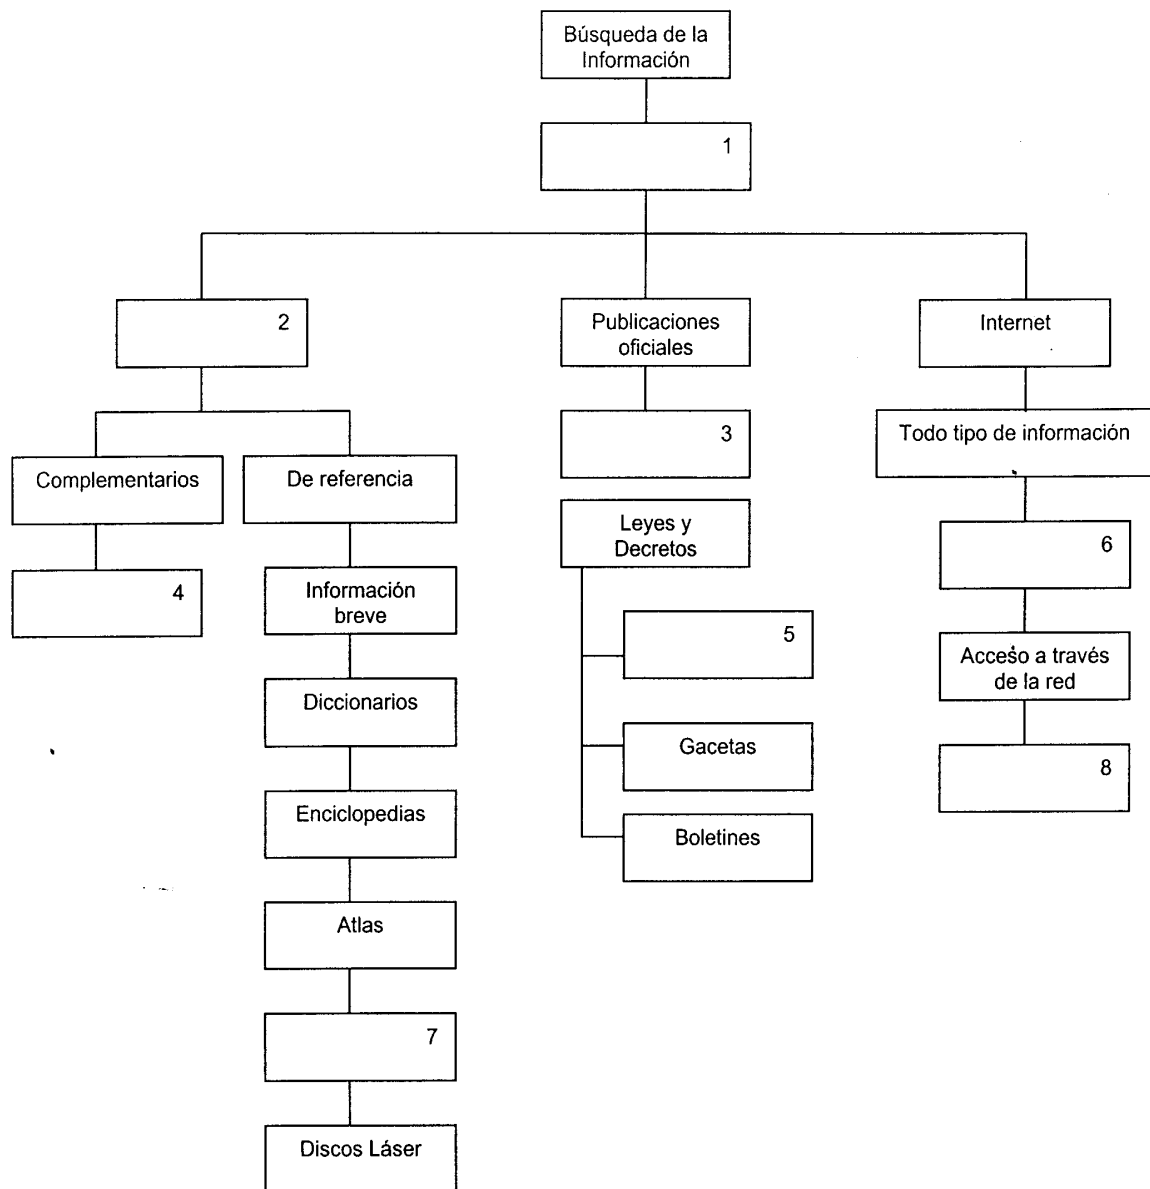 Búsqueda de la
Información
1
2
Publicaciones
oficiales
Internet
3
Todo tipo de información
Complementarios
De referencia
4
Información
breve
Leyes y
Decretos
6
5
Acceso a través
de la red
Diccionarios
Gacetas
8
Enciclopedias
Boletines
Atlas
7
Discos Láser